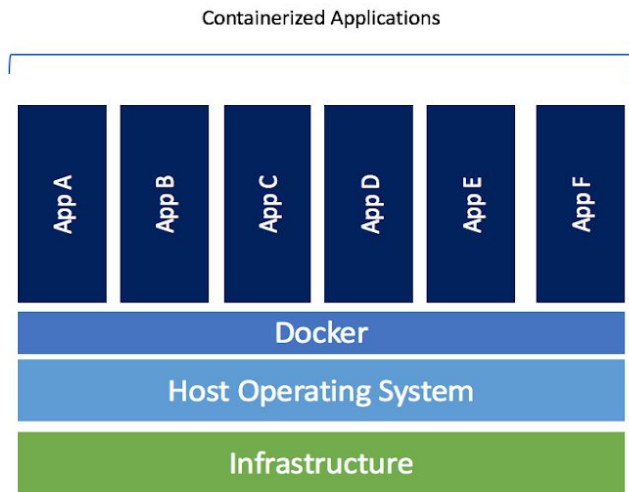 Containerized Applications
App A
App B
App C
App D
App E
App F
Docker
Host Operating System
Infrastructure